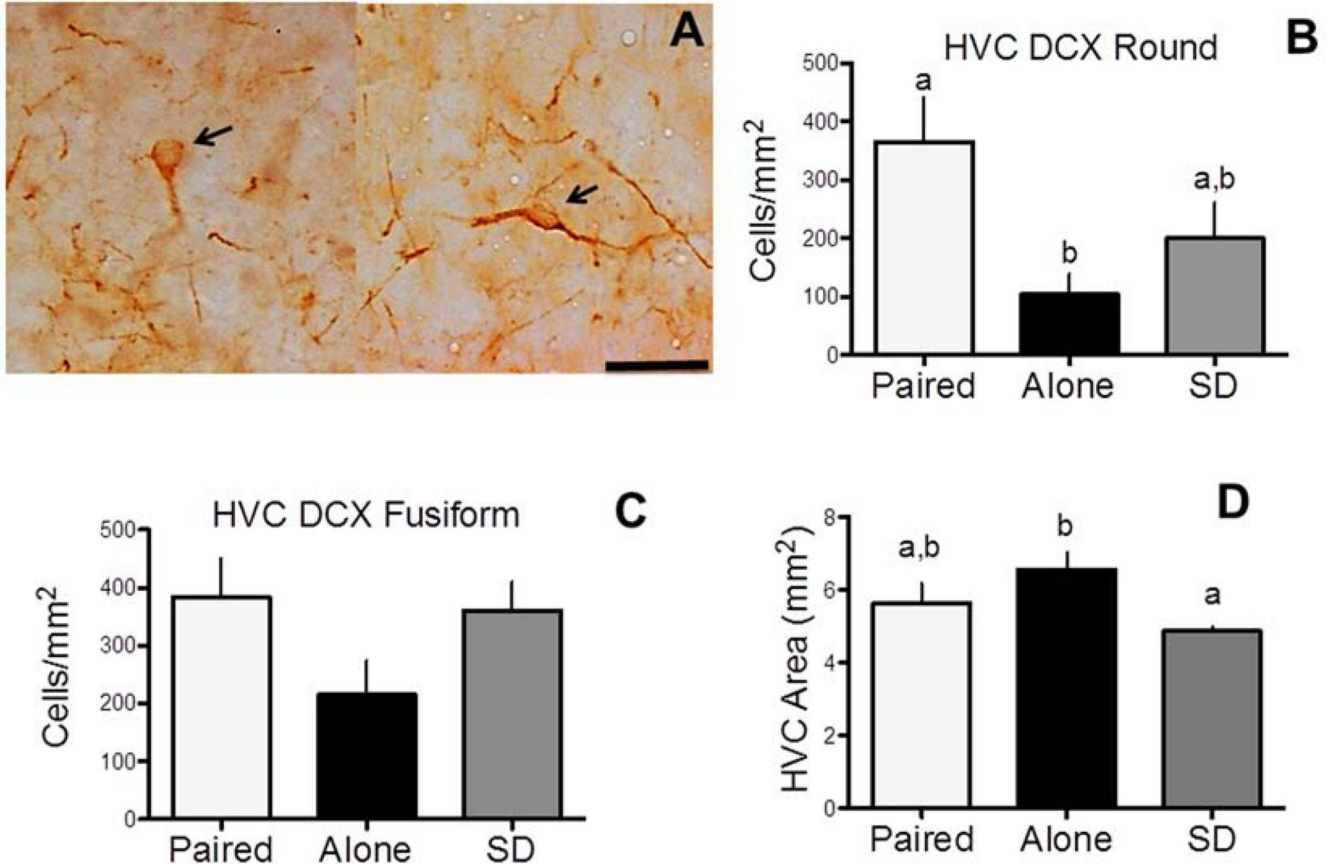 A
B
HVC DCX Round
500
400
300
200
100
0
Cells/mm²
a
b
a,b
Paired Alone SD
C
HVC DCX Fusiform
500
400
300
200
100
0
Cells/mm²
Paired Alone SD
D
8
6
4
2
0
HVC Area (mm²)
a,b
b
a
Paired Alone SD